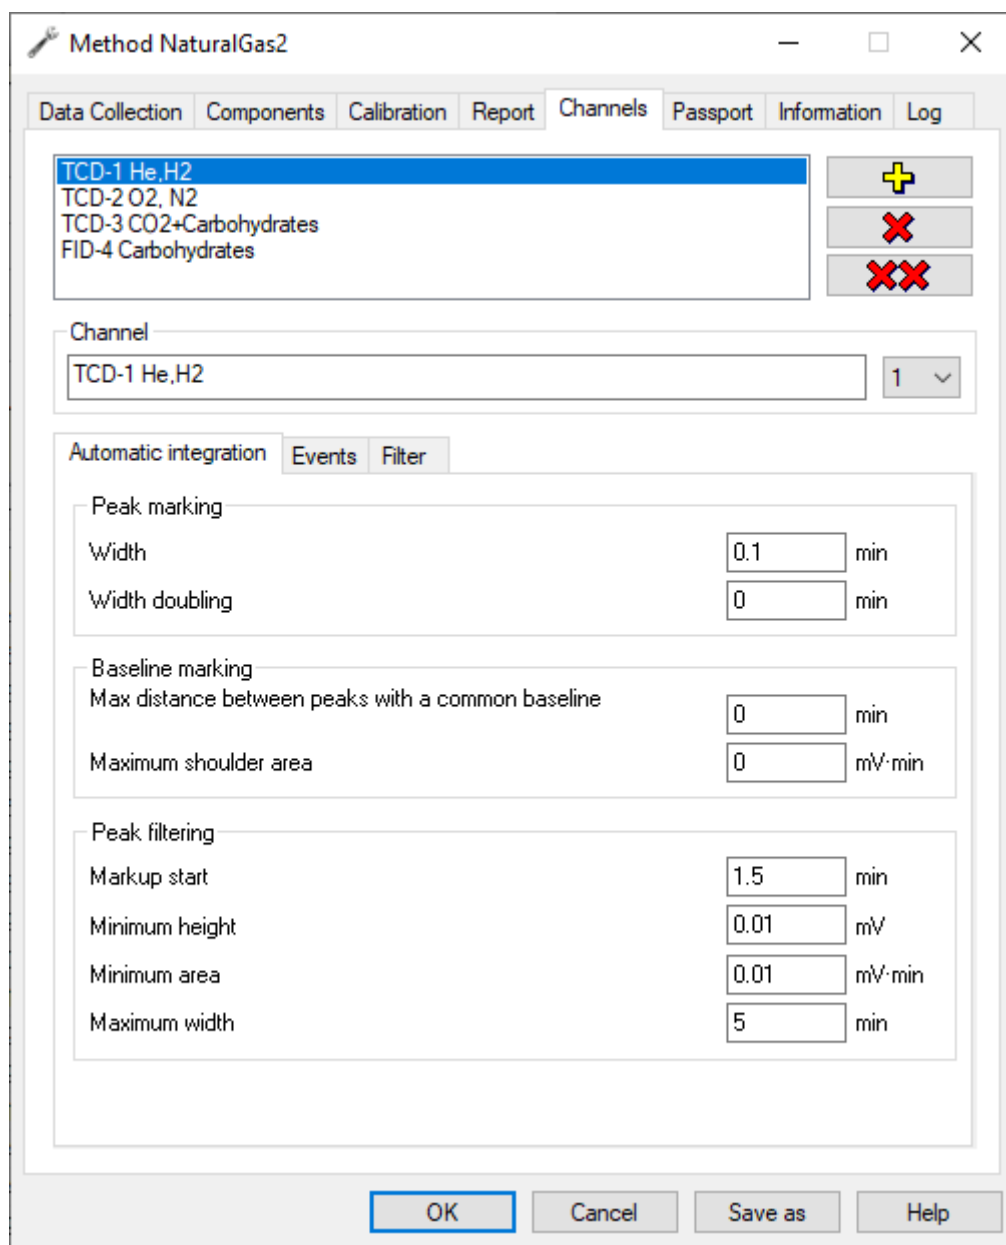 Method NaturalGas2
Data Collection Components Calibration Report Channels Passport Information Log
TCD-1 He,H2
TCD-2 O2, N2
TCD-3 CO2+Carbohydrates
FID-4 Carbohydrates
Channel
TCD-1 He,H2 1
Automatic integration Events Filter
Peak marking
Width 0.1 min
Width doubling 0 min
Baseline marking
Max distance between peaks with a common baseline 0 min
Maximum shoulder area 0 mV·min
Peak filtering
Markup start 1.5 min
Minimum height 0.01 mV
Minimum area 0.01 mV·min
Maximum width 5 min
OK Cancel Save as Help